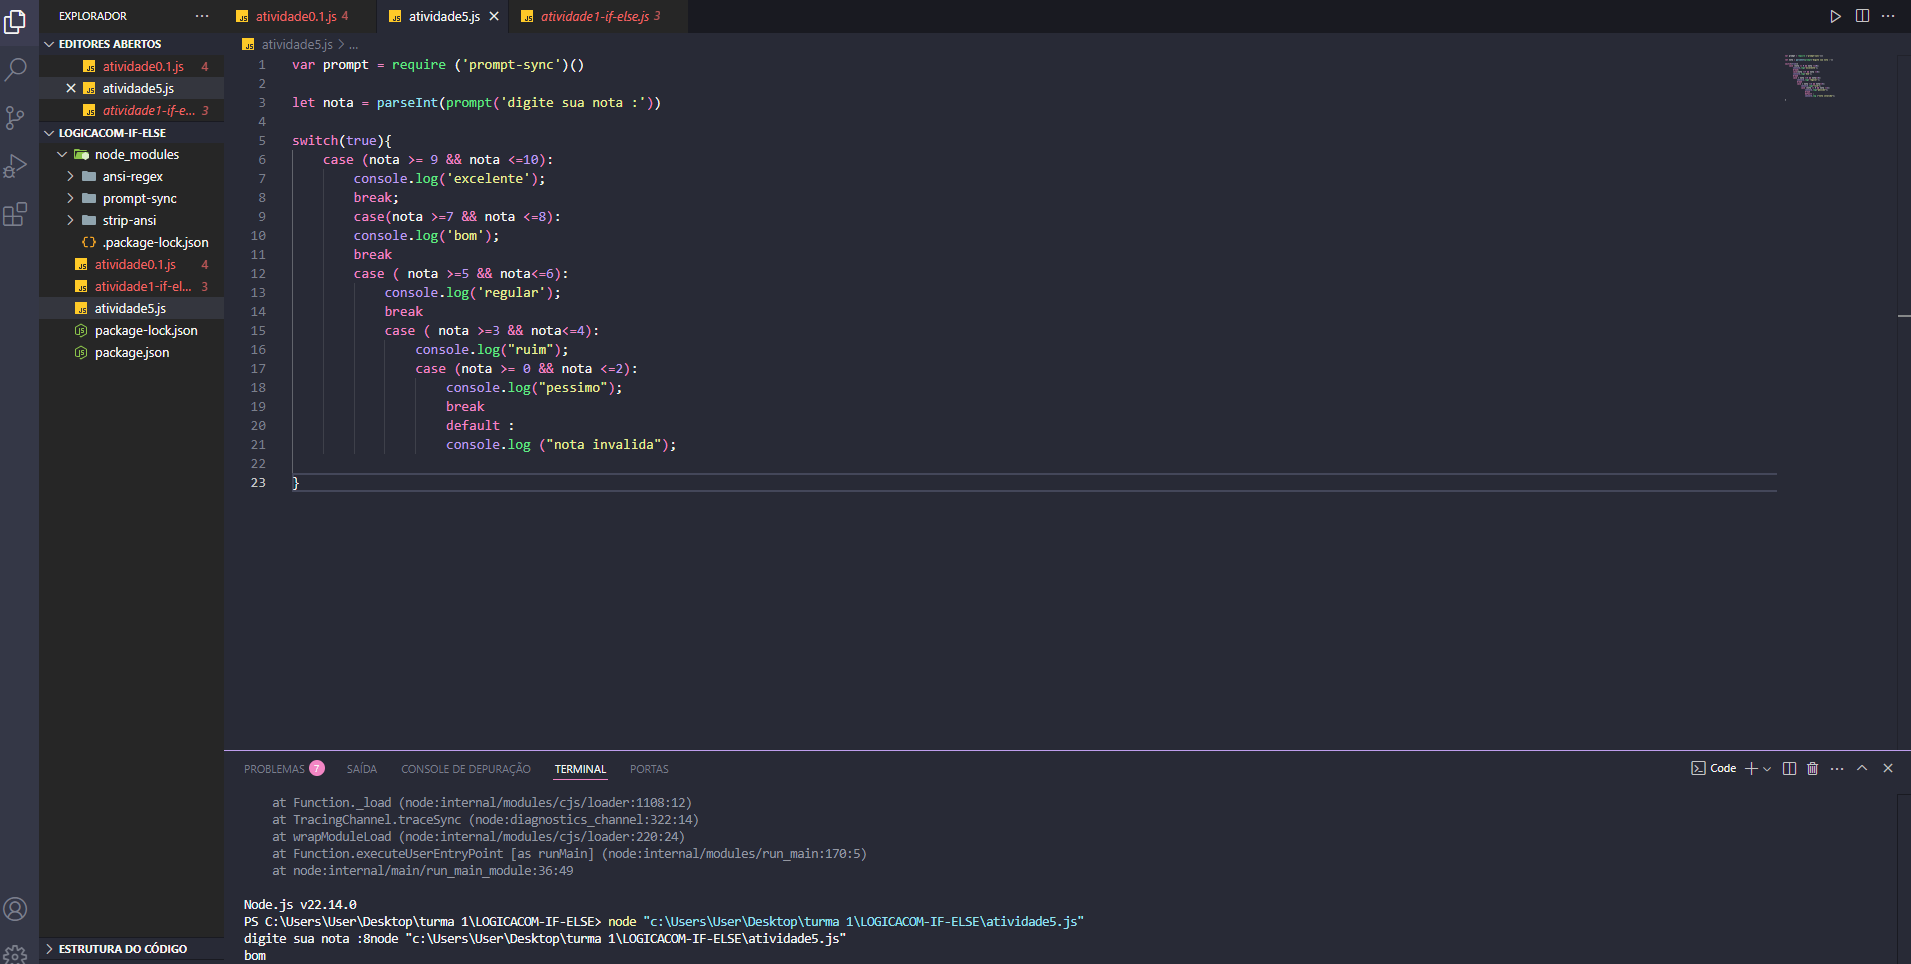 EXPLORADOR ···
EDITORES ABERTOS
atividade0.1.js 4
atividade5.js
atividade1-if-e... 3
LOGICACOM-IF-ELSE
node_modules
ansi-regex
prompt-sync
strip-ansi
{} .package-lock.json
atividade0.1.js 4
atividade1-if-el... 3
atividade5.js
package-lock.json
package.json
ESTRUTURA DO CÓDIGO
atividade0.1.js 4
atividade5.js
atividade1-if-else.js 3
atividade5.js > ...
1 var prompt = require ('prompt-sync')()
2
3 let nota = parseInt(prompt('digite sua nota :'))
4
5 switch(true){
6 case (nota >= 9 && nota <=10):
7 console.log('excelente');
8 break;
9 case(nota >=7 && nota <=8):
10 console.log('bom');
11 break
12 case ( nota >=5 && nota<=6):
13 console.log('regular');
14 break
15 case ( nota >=3 && nota<=4):
16 console.log("ruim");
17 case (nota >= 0 && nota <=2):
18 console.log("pessimo");
19 break
20 default :
21 console.log ("nota invalida");
22
23 }
PROBLEMAS 7 SAÍDA CONSOLE DE DEPURAÇÃO TERMINAL PORTAS
Code
at Function._load (node:internal/modules/cjs/loader:1108:12)
at TracingChannel.traceSync (node:diagnostics_channel:322:14)
at wrapModuleLoad (node:internal/modules/cjs/loader:220:24)
at Function.executeUserEntryPoint [as runMain] (node:internal/modules/run_main:170:5)
at node:internal/main/run_main_module:36:49
Node.js v22.14.0
PS C:\Users\User\Desktop\turma 1\LOGICACOM-IF-ELSE> node "c:\Users\User\Desktop\turma 1\LOGICACOM-IF-ELSE\atividade5.js"
digite sua nota :8node "c:\Users\User\Desktop\turma 1\LOGICACOM-IF-ELSE\atividade5.js"
bom